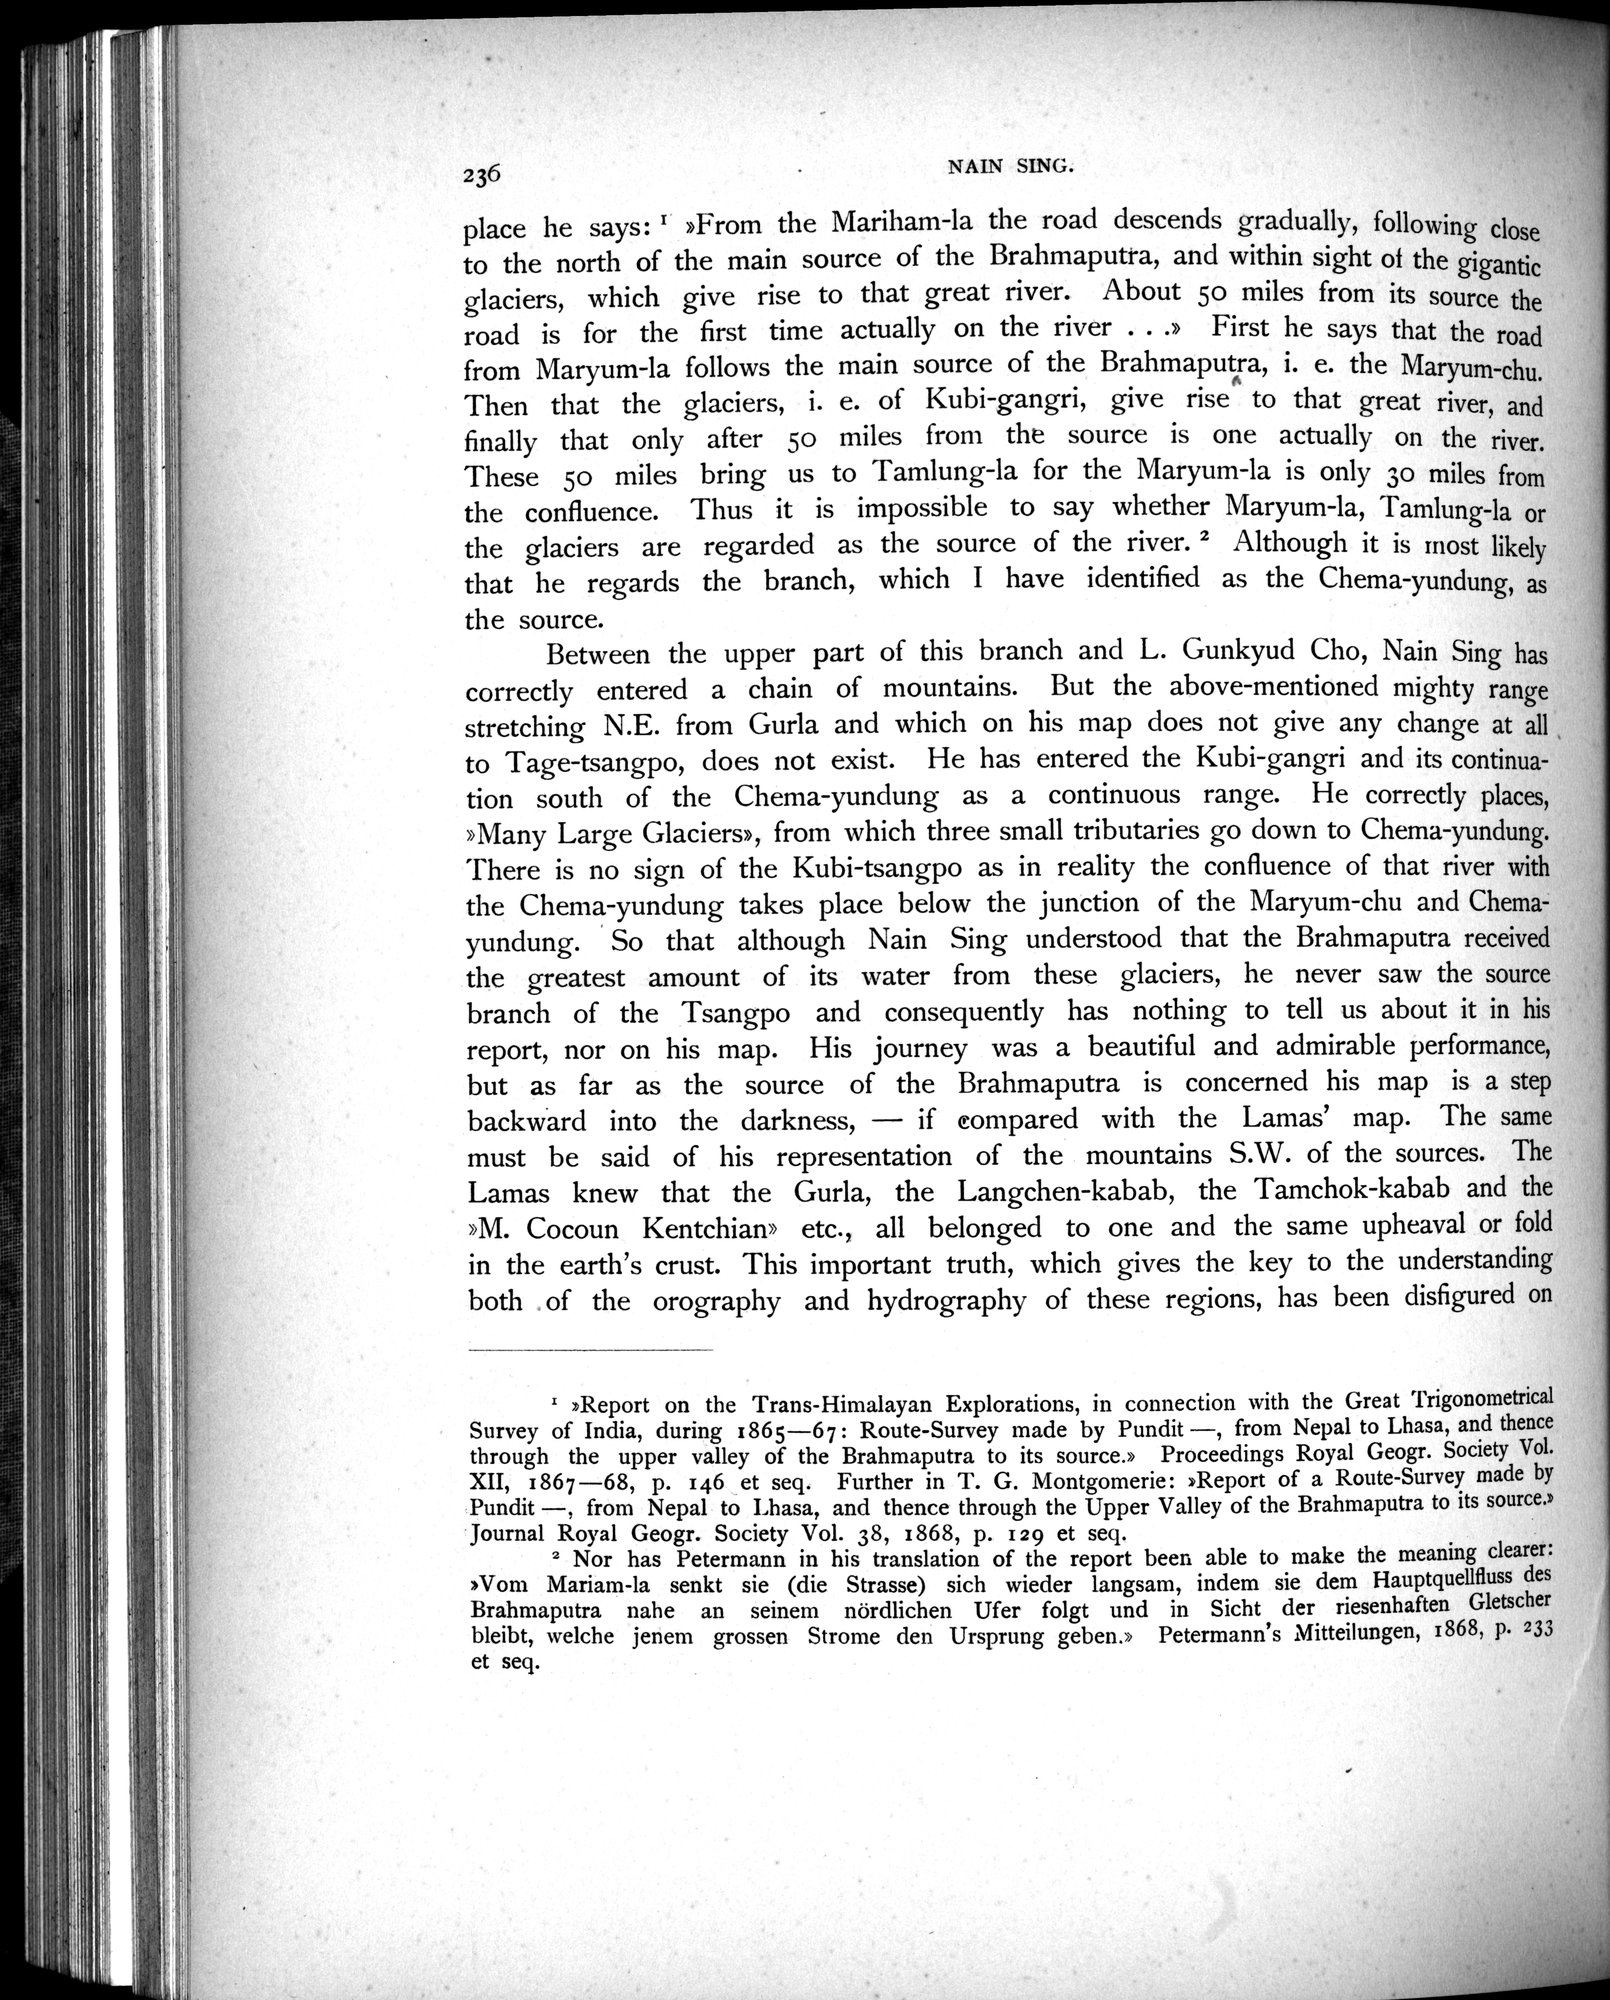 236
NAIN SING.
place he says: ¹ »From the Mariham-la the road descends gradually, following close
to the north of the main source of the Brahmaputra, and within sight of the gigantic
glaciers, which give rise to that great river. About 50 miles from its source the
road is for the first time actually on the river . . .» First he says that the road
from Maryum-la follows the main source of the Brahmaputra, i. e. the Maryum-chu.
Then that the glaciers, i. e. of Kubi-gangri, give rise to that great river, and
finally that only after 50 miles from the source is one actually on the river.
These 50 miles bring us to Tamlung-la for the Maryum-la is only 30 miles from
the confluence. Thus it is impossible to say whether Maryum-la, Tamlung-la or
the glaciers are regarded as the source of the river. ² Although it is most likely
that he regards the branch, which I have identified as the Chema-yundung, as
the source.
Between the upper part of this branch and L. Gunkyud Cho, Nain Sing has
correctly entered a chain of mountains. But the above-mentioned mighty range
stretching N.E. from Gurla and which on his map does not give any change at all
to Tage-tsangpo, does not exist. He has entered the Kubi-gangri and its continua-
tion south of the Chema-yundung as a continuous range. He correctly places,
»Many Large Glaciers», from which three small tributaries go down to Chema-yundung.
There is no sign of the Kubi-tsangpo as in reality the confluence of that river with
the Chema-yundung takes place below the junction of the Maryum-chu and Chema-
yundung. So that although Nain Sing understood that the Brahmaputra received
the greatest amount of its water from these glaciers, he never saw the source
branch of the Tsangpo and consequently has nothing to tell us about it in his
report, nor on his map. His journey was a beautiful and admirable performance,
but as far as the source of the Brahmaputra is concerned his map is a step
backward into the darkness, — if compared with the Lamas’ map. The same
must be said of his representation of the mountains S.W. of the sources. The
Lamas knew that the Gurla, the Langchen-kabab, the Tamchok-kabab and the
»M. Cocoun Kentchian» etc., all belonged to one and the same upheaval or fold
in the earth’s crust. This important truth, which gives the key to the understanding
both of the orography and hydrography of these regions, has been disfigured on
¹ »Report on the Trans-Himalayan Explorations, in connection with the Great Trigonometrical
Survey of India, during 1865—67: Route-Survey made by Pundit —, from Nepal to Lhasa, and thence
through the upper valley of the Brahmaputra to its source.» Proceedings Royal Geogr. Society Vol.
XII, 1867—68, p. 146 et seq. Further in T. G. Montgomerie: »Report of a Route-Survey made by
Pundit —, from Nepal to Lhasa, and thence through the Upper Valley of the Brahmaputra to its source.»
Journal Royal Geogr. Society Vol. 38, 1868, p. 129 et seq.
² Nor has Petermann in his translation of the report been able to make the meaning clearer:
»Vom Mariam-la senkt sie (die Strasse) sich wieder langsam, indem sie dem Hauptquellfluss des
Brahmaputra nahe an seinem nördlichen Ufer folgt und in Sicht der riesenhaften Gletscher
bleibt, welche jenem grossen Strome den Ursprung geben.» Petermann’s Mitteilungen, 1868, p. 233
et seq.